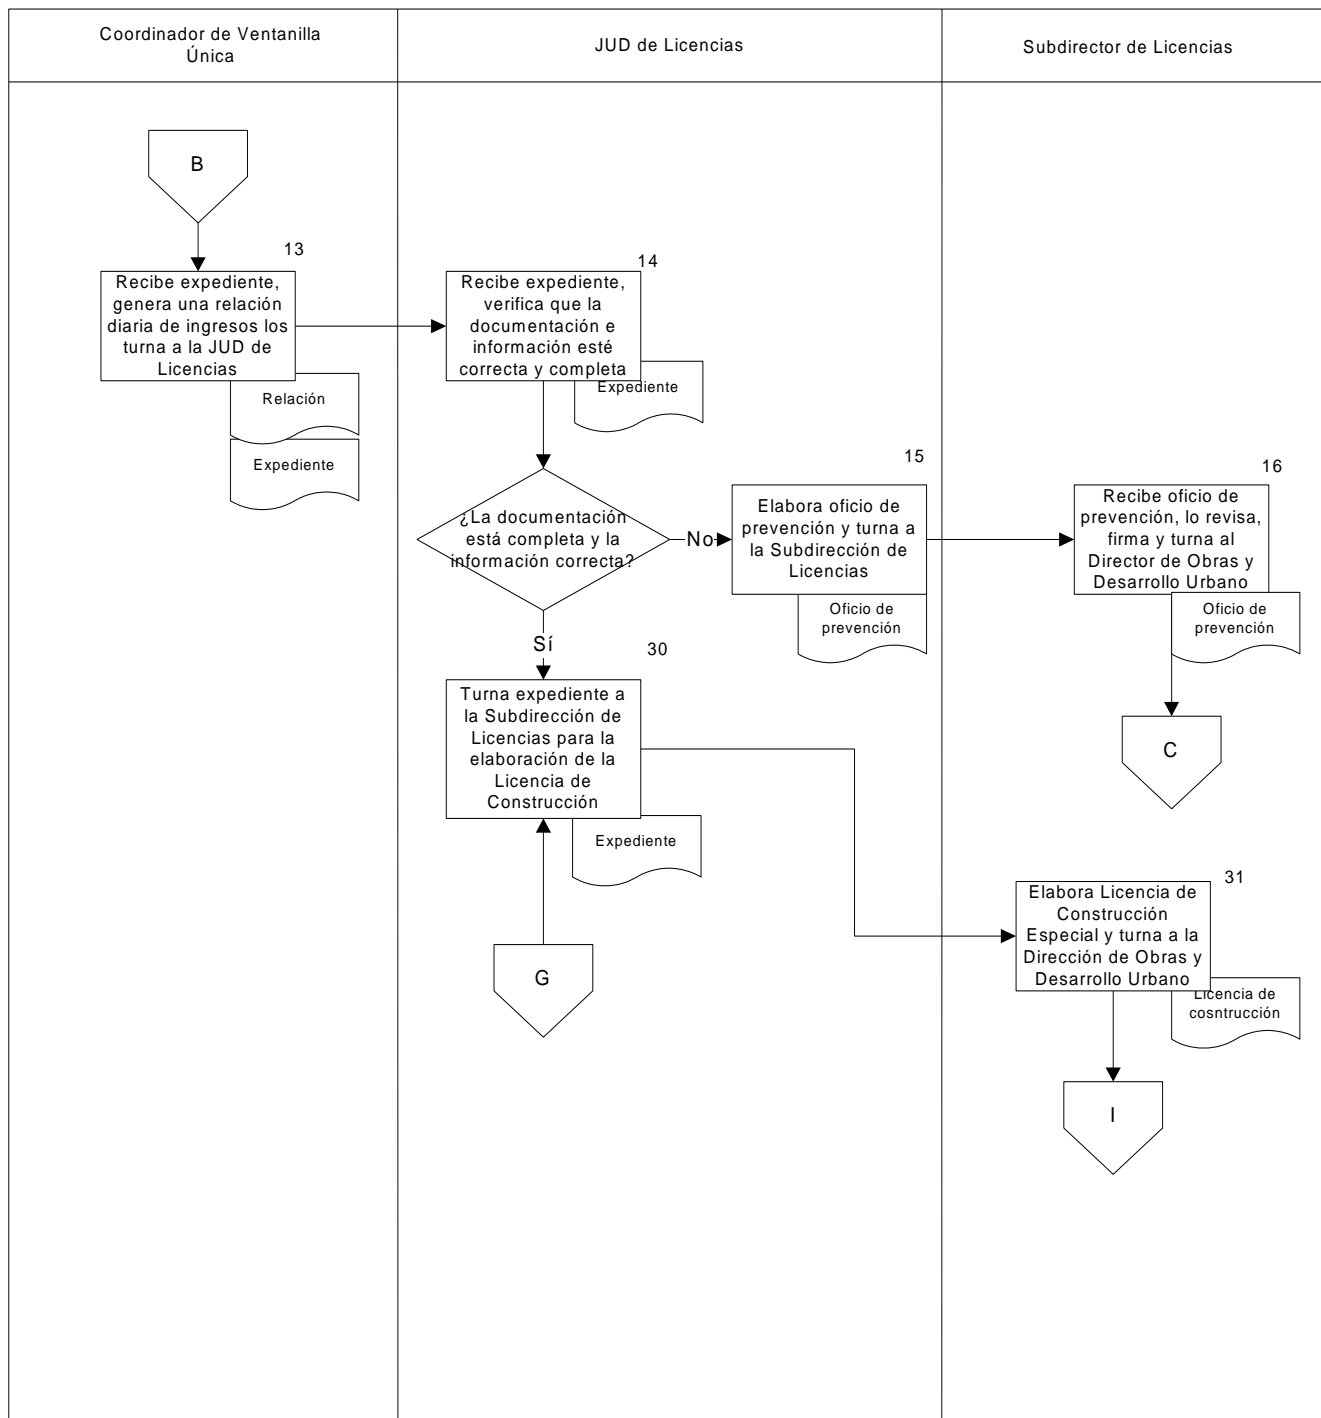 Coordinador de Ventanilla
Única
JUD de Licencias
Subdirector de Licencias
B
13
Recibe expediente,
genera una relación
diaria de ingresos los
turna a la JUD de
Licencias
Relación
Expediente
14
Recibe expediente,
verifica que la
documentación e
información esté
correcta y completa
Expediente
¿La documentación
está completa y la
información correcta?
No
15
Elabora oficio de
prevención y turna a
la Subdirección de
Licencias
Oficio de
prevención
16
Recibe oficio de
prevención, lo revisa,
firma y turna al
Director de Obras y
Desarrollo Urbano
Oficio de
prevención
C
Sí
30
Turna expediente a
la Subdirección de
Licencias para la
elaboración de la
Licencia de
Construcción
Expediente
G
31
Elabora Licencia de
Construcción
Especial y turna a la
Dirección de Obras y
Desarrollo Urbano
Licencia de
cosntrucción
I